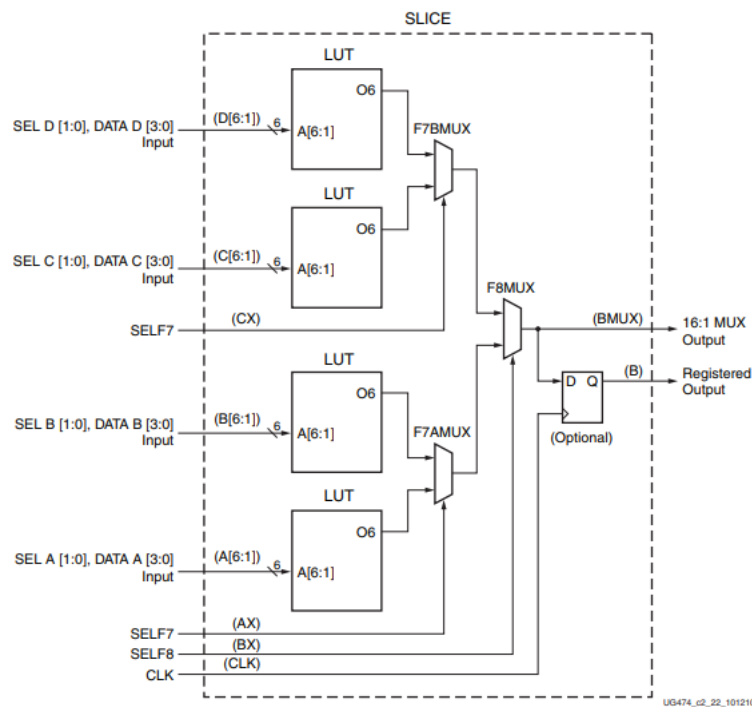 SLICE
LUT
SEL D [1:0], DATA D [3:0]
Input
(D[6:1])
6
A[6:1]
O6
F7BMUX
LUT
SEL C [1:0], DATA C [3:0]
Input
(C[6:1])
6
A[6:1]
O6
SELF7
(CX)
F8MUX
(BMUX)
16:1 MUX
Output
LUT
SEL B [1:0], DATA B [3:0]
Input
(B[6:1])
6
A[6:1]
O6
F7AMUX
D Q
(B)
Registered
Output
(Optional)
LUT
SEL A [1:0], DATA A [3:0]
Input
(A[6:1])
6
A[6:1]
O6
SELF7
(AX)
SELF8
(BX)
CLK
(CLK)
UG474_c2_22_101210